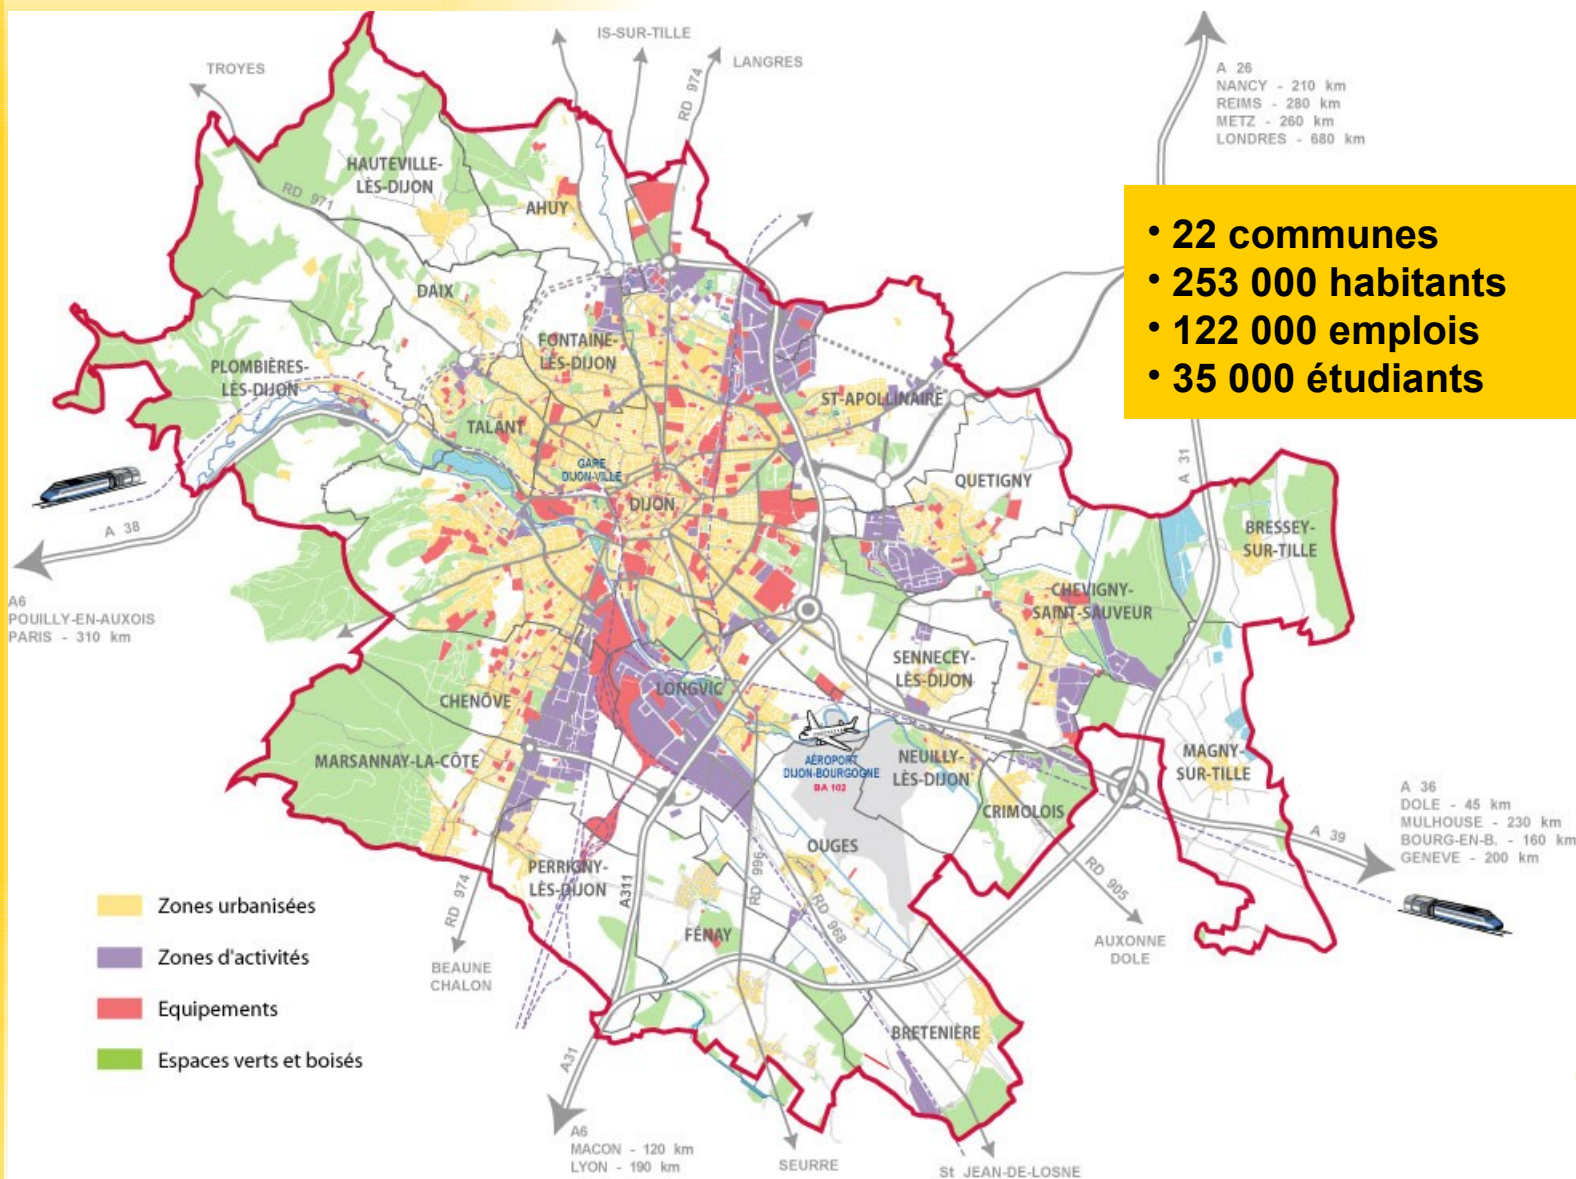 IS-SUR-TILLE
TROYES
LANGRES
RD 974
A 26
NANCY - 210 km
REIMS - 280 km
METZ - 260 km
LONDRES - 680 km
HAUTEVILLE-
LÈS-DIJON
RD 971
AHUY
• 22 communes
• 253 000 habitants
• 122 000 emplois
• 35 000 étudiants
DAIX
FONTAINE-
LÈS-DIJON
PLOMBIÈRES-
LÈS-DIJON
ST-APOLLINAIRE
TALANT
GARE
DIJON-VILLE
DIJON
QUETIGNY
A 31
BRESSEY-
SUR-TILLE
A 38
A6
POUILLY-EN-AUXOIS
PARIS - 310 km
CHEVIGNY-
SAINT-SAUVEUR
SENNECEY-
LÈS-DIJON
CHENÔVE
LONGVIC
MARSANNAY-LA-CÔTE
AÉROPORT
DIJON-BOURGOGNE
BA 102
NEUILLY-
LÈS-DIJON
MAGNY-
SUR-TILLE
CRIMOLOIS
A 36
DOLE - 45 km
MULHOUSE - 230 km
BOURG-EN-B. - 160 km
GENEVE - 200 km
A 39
OUGES
PERRIGNY-
LÈS-DIJON
RD 974
A311
RD 996
RD 968
RD 905
Zones urbanisées
Zones d'activités
Equipements
Espaces verts et boisés
FÉNAY
AUXONNE
DOLE
BEAUNE
CHALON
BRETENIÈRE
A31
A6
MACON - 120 km
LYON - 190 km
SEURRE
St JEAN-DE-LOSNE